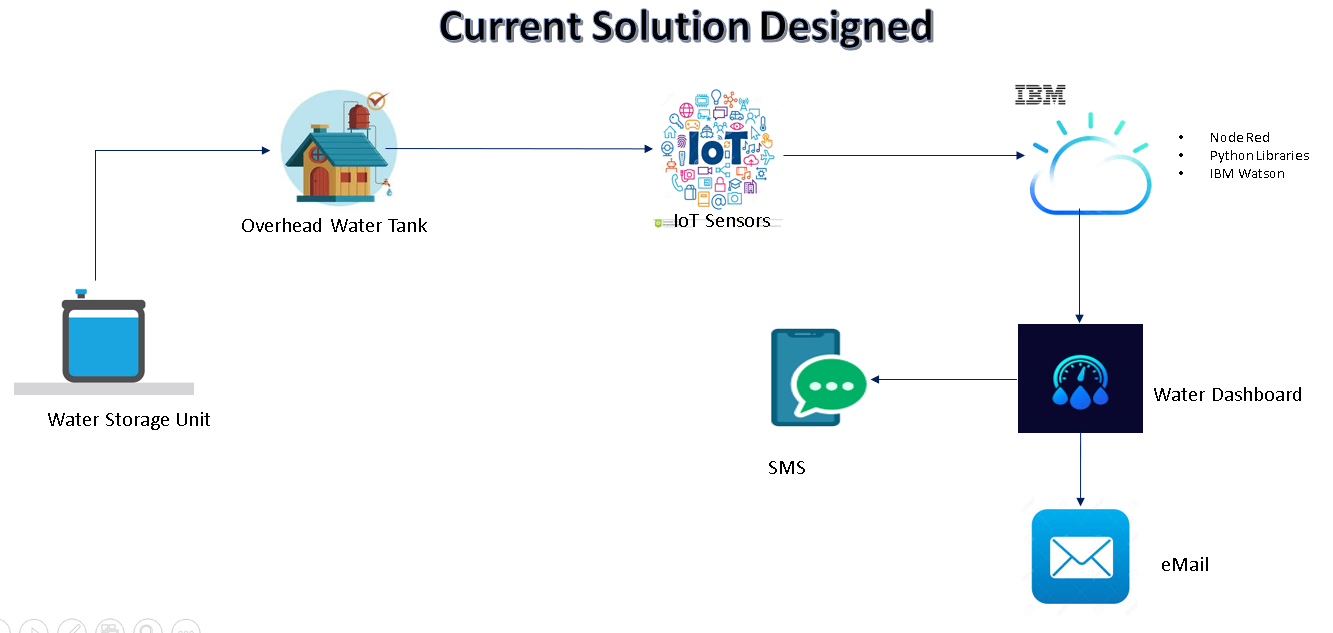 Current Solution Designed
IBM
IoT
• Node Red
• Python Libraries
• IBM Watson
Overhead Water Tank
IoT Sensors
Water Storage Unit
Water Dashboard
SMS
eMail